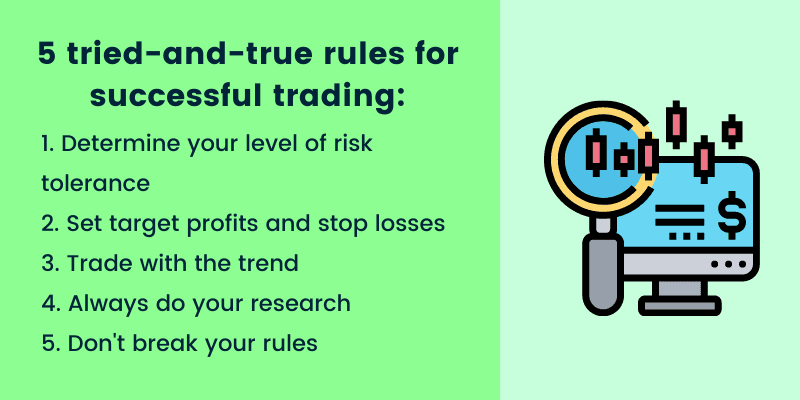 5 tried-and-true rules for
successful trading:
1. Determine your level of risk
tolerance
2. Set target profits and stop losses
3. Trade with the trend
4. Always do your research
5. Don't break your rules
$